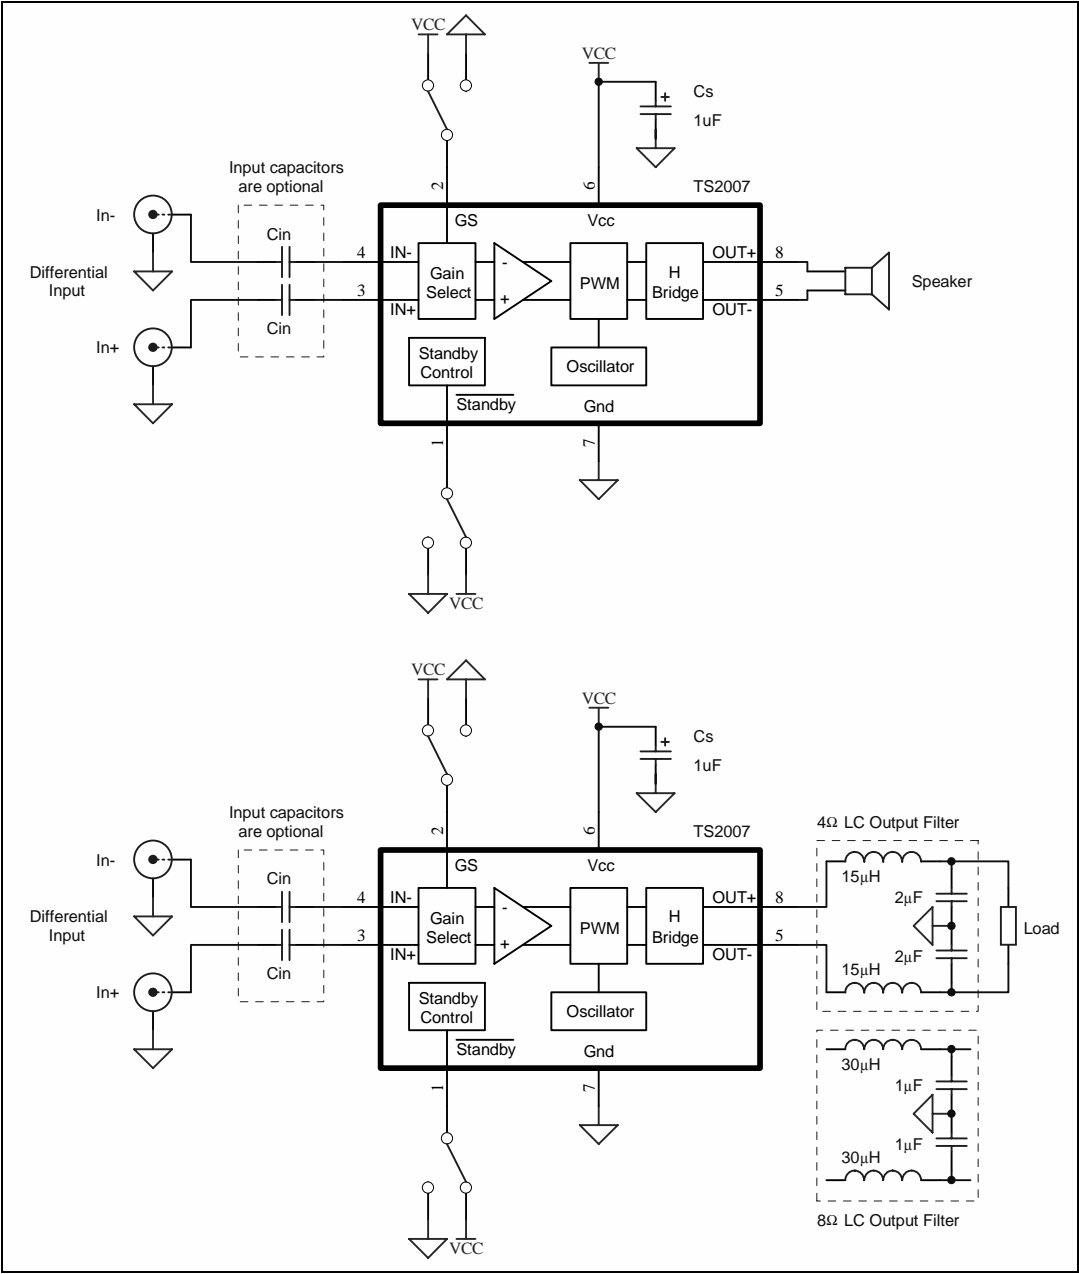 VCC
VCC
Cs
+
1uF
Input capacitors
are optional
2
6
TS2007
In-
Cin
GS
Vcc
4
IN-
Gain
Select
-
+
PWM
H
Bridge
OUT+
8
Differential
Input
3
IN+
OUT-
5
Speaker
Cin
In+
Standby
Control
Oscillator
Standby
Gnd
1
7
VCC
VCC
VCC
Cs
+
1uF
Input capacitors
are optional
2
6
TS2007
4Ω LC Output Filter
In-
Cin
GS
Vcc
15μH
4
IN-
Gain
Select
-
+
PWM
H
Bridge
OUT+
8
2μF
Differential
Input
3
IN+
OUT-
5
2μF
Load
Cin
15μH
In+
Standby
Control
Oscillator
Standby
Gnd
30μH
1
7
1μF
1μF
30μH
8Ω LC Output Filter
VCC